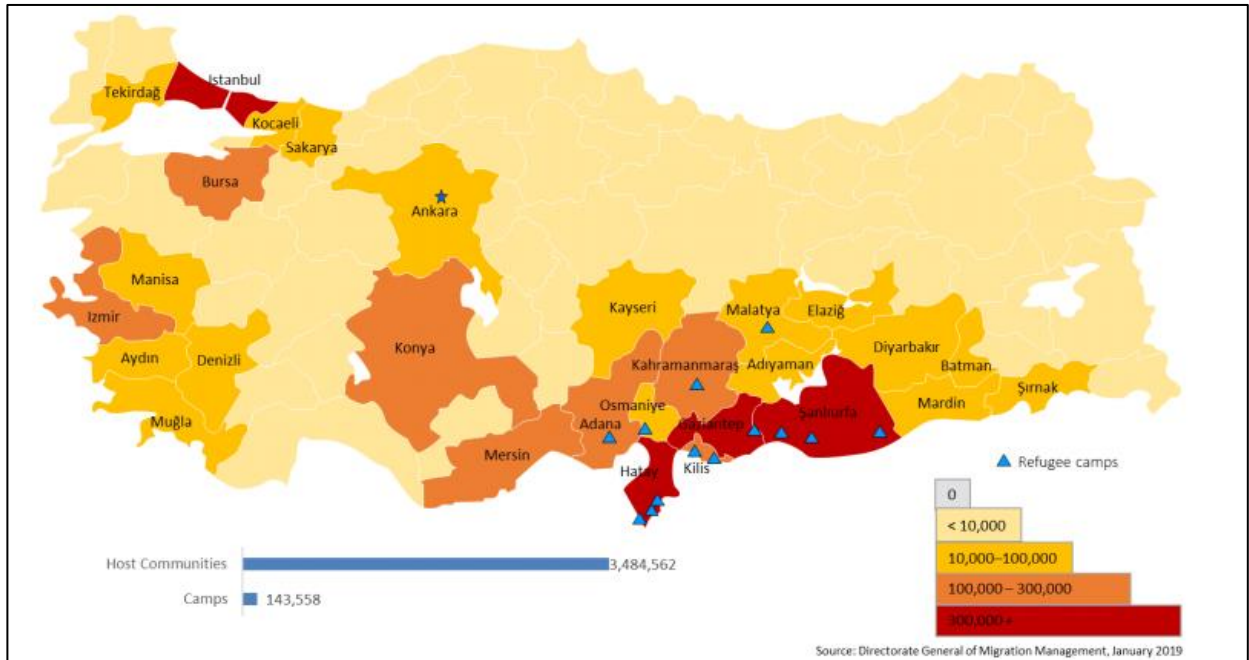 Istanbul
Tekirdağ
Kocaeli
Sakarya
Bursa
Ankara
Manisa
Izmir
Aydın
Denizli
Muğla
Konya
Mersin
Kayseri
Malatya
Elaziğ
Kahramanmaraş
Adıyaman
Diyarbakır
Batman
Şırnak
Mardin
Osmaniye
Adana
Gaziantep
Şanlıurfa
Hatay
Kilis
Refugee camps
0
< 10,000
10,000–100,000
100,000 – 300,000
300,000 +
Host Communities
3,484,562
Camps
143,558
Source: Directorate General of Migration Management, January 2019